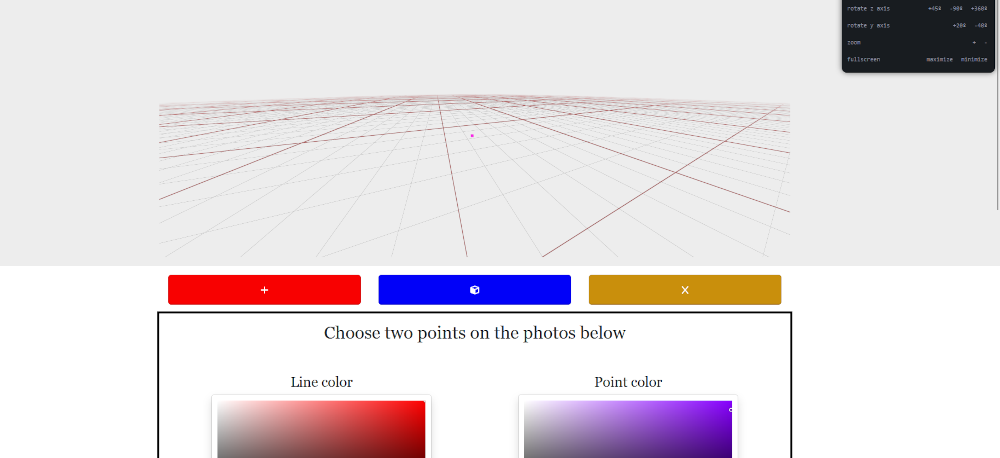 rotate z axis +45º -90º +360º
rotate y axis +20º -40º
zoom + -
fullscreen maximize minimize
+
X
Choose two points on the photos below
Line color Point color